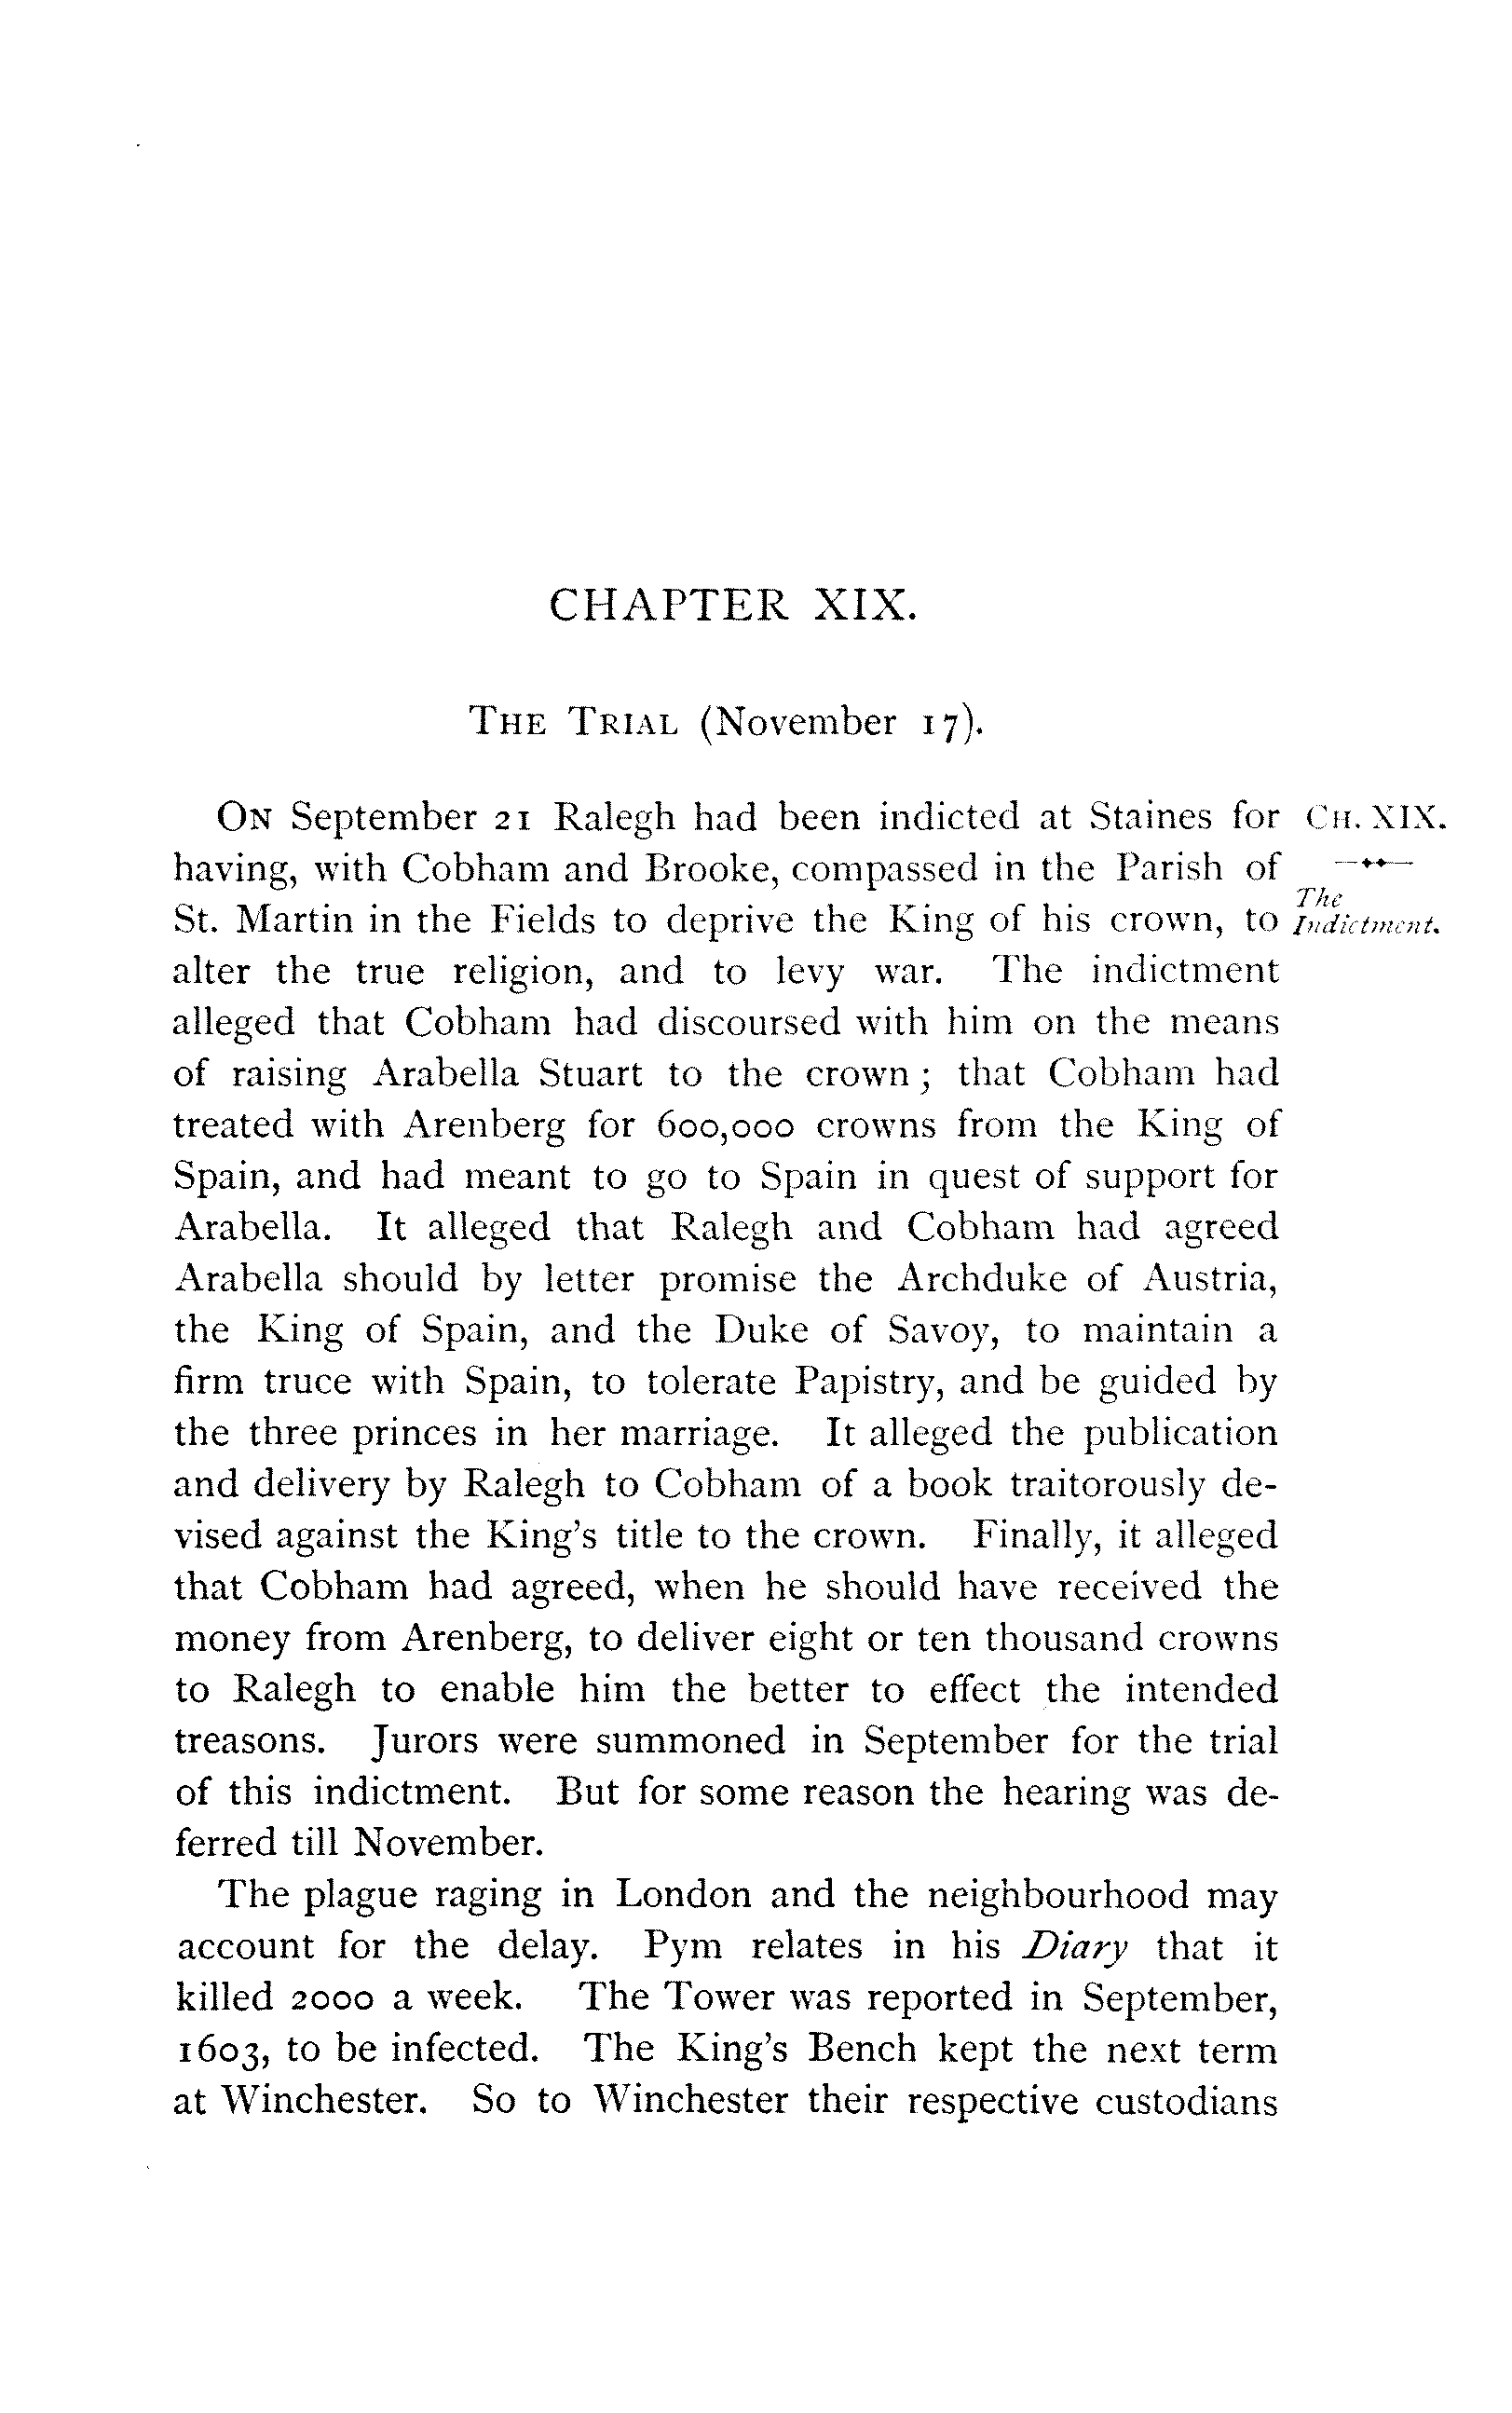 CHAPTER XIX.
THE TRIAL (November 17).
ON September 21 Ralegh had been indicted at Staines for
having, with Cobham and Brooke, compassed in the Parish of
St. Martin in the Fields to deprive the King of his crown, to
alter the true religion, and to levy war. The indictment
alleged that Cobham had discoursed with him on the means
of raising Arabella Stuart to the crown; that Cobham had
treated with Arenberg for 600,000 crowns from the King of
Spain, and had meant to go to Spain in quest of support for
Arabella. It alleged that Ralegh and Cobham had agreed
Arabella should by letter promise the Archduke of Austria,
the King of Spain, and the Duke of Savoy, to maintain a
firm truce with Spain, to tolerate Papistry, and be guided by
the three princes in her marriage. It alleged the publication
and delivery by Ralegh to Cobham of a book traitorously de-
vised against the King's title to the crown. Finally, it alleged
that Cobham had agreed, when he should have received the
money from Arenberg, to deliver eight or ten thousand crowns
to Ralegh to enable him the better to effect the intended
treasons. Jurors were summoned in September for the trial
of this indictment. But for some reason the hearing was de-
ferred till November.
The plague raging in London and the neighbourhood may
account for the delay. Pym relates in his Diary that it
killed 2000 a week. The Tower was reported in September,
1603, to be infected. The King's Bench kept the next term
at Winchester. So to Winchester their respective custodians
CH. XIX.
The
Indictment.